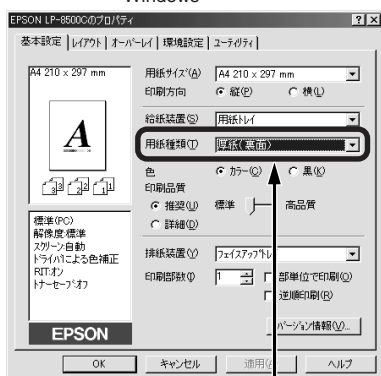 Windows
EPSON LP-8500Cのプロパティ
基本設定 レイアウト オーバーレイ 環境設定 ユーティリティ
A4 210 x 297 mm
用紙サイズ(A) A4 210 x 297 mm
印刷方向 縦(P) 横(L)
給紙装置(S) 用紙トレイ
用紙種類(T) 厚紙(裏面)
A
3 3 2 2 1 1
色 カラー(C) 黒(K)
印刷品質
推奨(U) 標準 高品質
詳細(D)
標準(PC)
解像度:標準
スクリーン:自動
ドライバによる色補正
RIT:オン
トナーセーブ:オフ
排紙装置(Y) フェイスアップトレイ
印刷部数(I) 1 部単位で印刷(O)
逆順印刷(R)
バージョン情報(V)...
EPSON
OK キャンセル 適用(A) ヘルプ